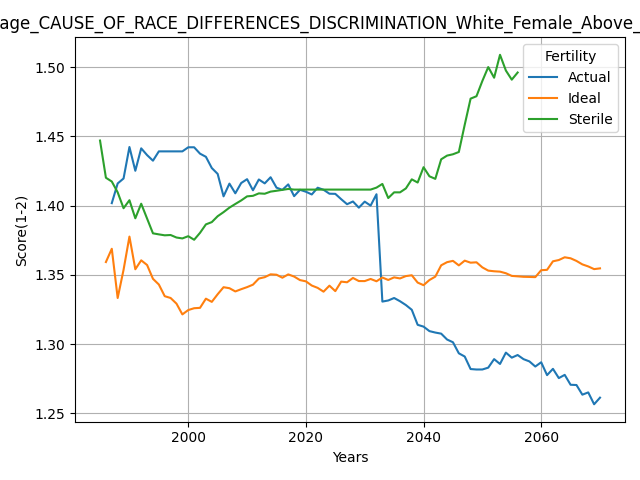 age_CAUSE_OF_RACE_DIFFERENCES_DISCRIMINATION_White_Female_Above_
Fertility
Actual
Ideal
Sterile
Score(1-2)
1.50
1.45
1.40
1.35
1.30
1.25
2000 2020 2040 2060
Years